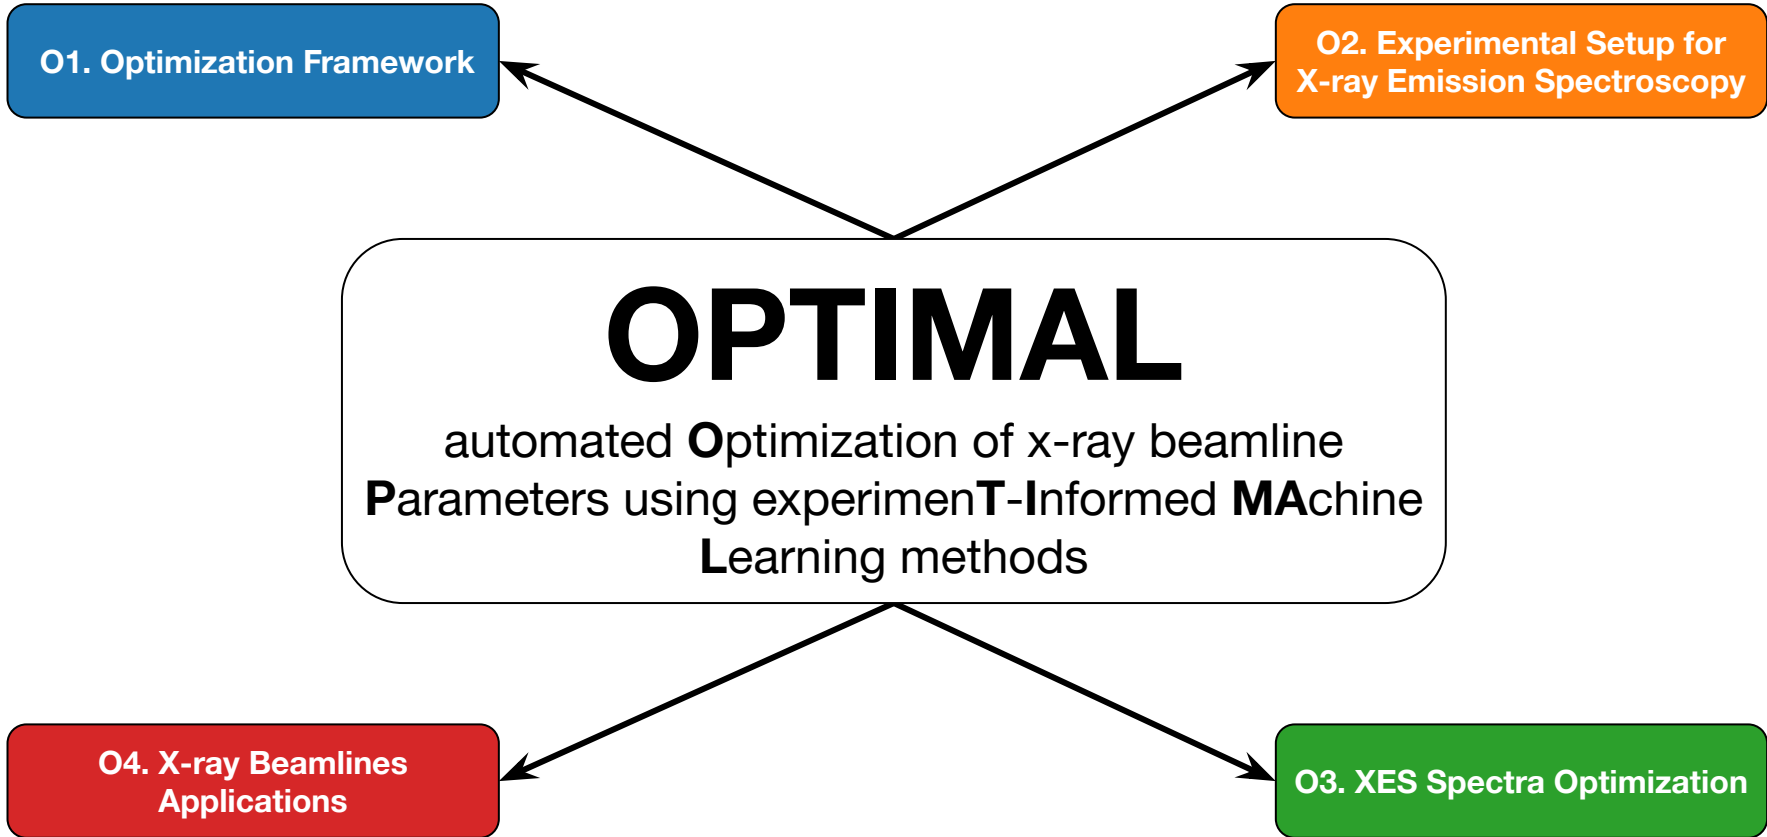 O1. Optimization Framework
O2. Experimental Setup for
X-ray Emission Spectroscopy
OPTIMAL
automated Optimization of x-ray beamline
Parameters using experimenT-Informed MAchine
Learning methods
O4. X-ray Beamlines
Applications
O3. XES Spectra Optimization